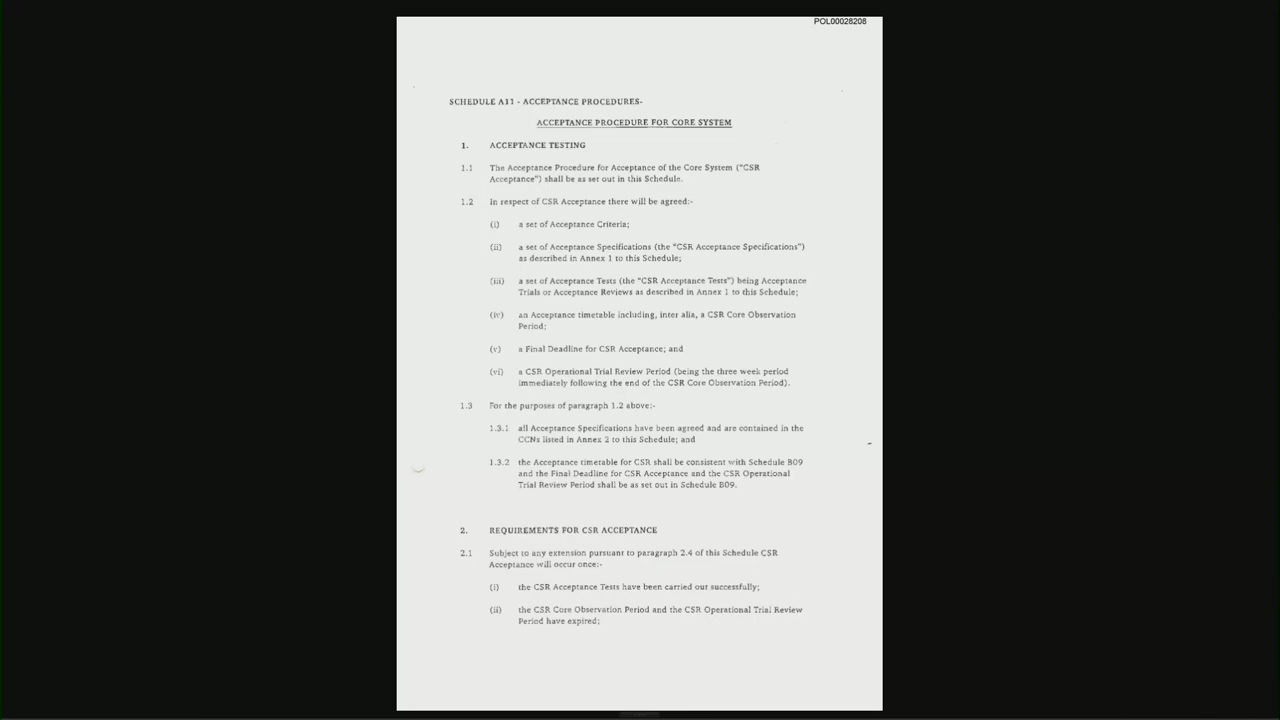 POL00028208
SCHEDULE A11 - ACCEPTANCE PROCEDURES-
ACCEPTANCE PROCEDURE FOR CORE SYSTEM
1. ACCEPTANCE TESTING
1.1 The Acceptance Procedure for Acceptance of the Core System ("CSR
Acceptance") shall be as set out in this Schedule.
1.2 In respect of CSR Acceptance there will be agreed:-
(i) a set of Acceptance Criteria;
(ii) a set of Acceptance Specifications (the "CSR Acceptance Specifications")
as described in Annex 1 to this Schedule;
(iii) a set of Acceptance Tests (the "CSR Acceptance Tests") being Acceptance
Trials or Acceptance Reviews as described in Annex 1 to this Schedule;
(iv) an Acceptance timetable including, inter alia, a CSR Core Observation
Period;
(v) a Final Deadline for CSR Acceptance; and
(vi) a CSR Operational Trial Review Period (being the three week period
immediately following the end of the CSR Core Observation Period).
1.3 For the purposes of paragraph 1.2 above:-
1.3.1 all Acceptance Specifications have been agreed and are contained in the
CCNs listed in Annex 2 to this Schedule; and
1.3.2 the Acceptance timetable for CSR shall be consistent with Schedule B09
and the Final Deadline for CSR Acceptance and the CSR Operational
Trial Review Period shall be as set out in Schedule B09.
2. REQUIREMENTS FOR CSR ACCEPTANCE
2.1 Subject to any extension pursuant to paragraph 2.4 of this Schedule CSR
Acceptance will occur once:-
(i) the CSR Acceptance Tests have been carried out successfully;
(ii) the CSR Core Observation Period and the CSR Operational Trial Review
Period have expired;